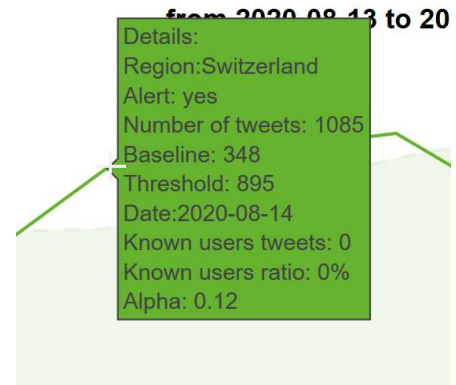 from 2020-08-13 to 20
Details:
Region:Switzerland
Alert: yes
Number of tweets: 1085
Baseline: 348
Threshold: 895
Date:2020-08-14
Known users tweets: 0
Known users ratio: 0%
Alpha: 0.12